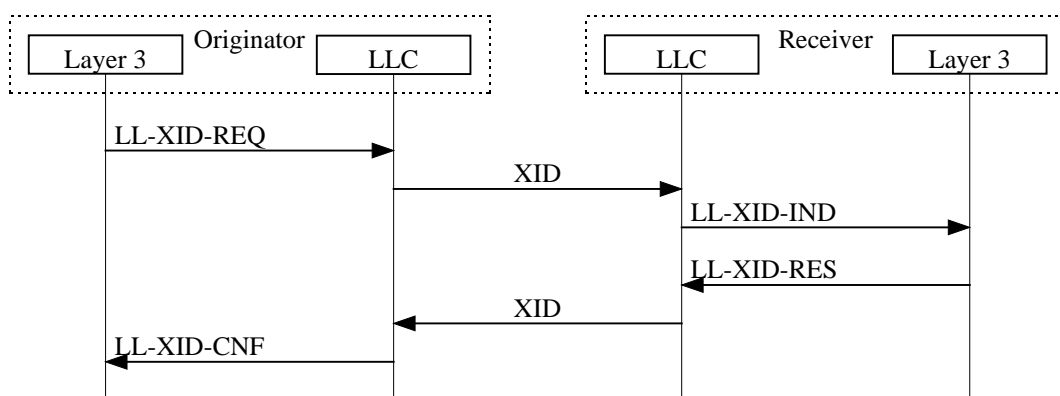 Originator
Receiver
Layer 3
LLC
LLC
Layer 3
LL-XID-REQ
XID
LL-XID-IND
LL-XID-RES
XID
LL-XID-CNF